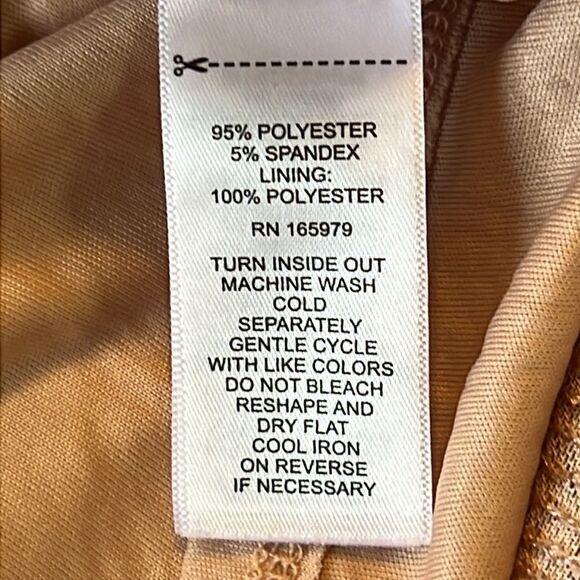 95% POLYESTER
5% SPANDEX
LINING:
100% POLYESTER
RN 165979
TURN INSIDE OUT
MACHINE WASH
COLD
SEPARATELY
GENTLE CYCLE
WITH LIKE COLORS
DO NOT BLEACH
RESHAPE AND
DRY FLAT
COOL IRON
ON REVERSE
IF NECESSARY